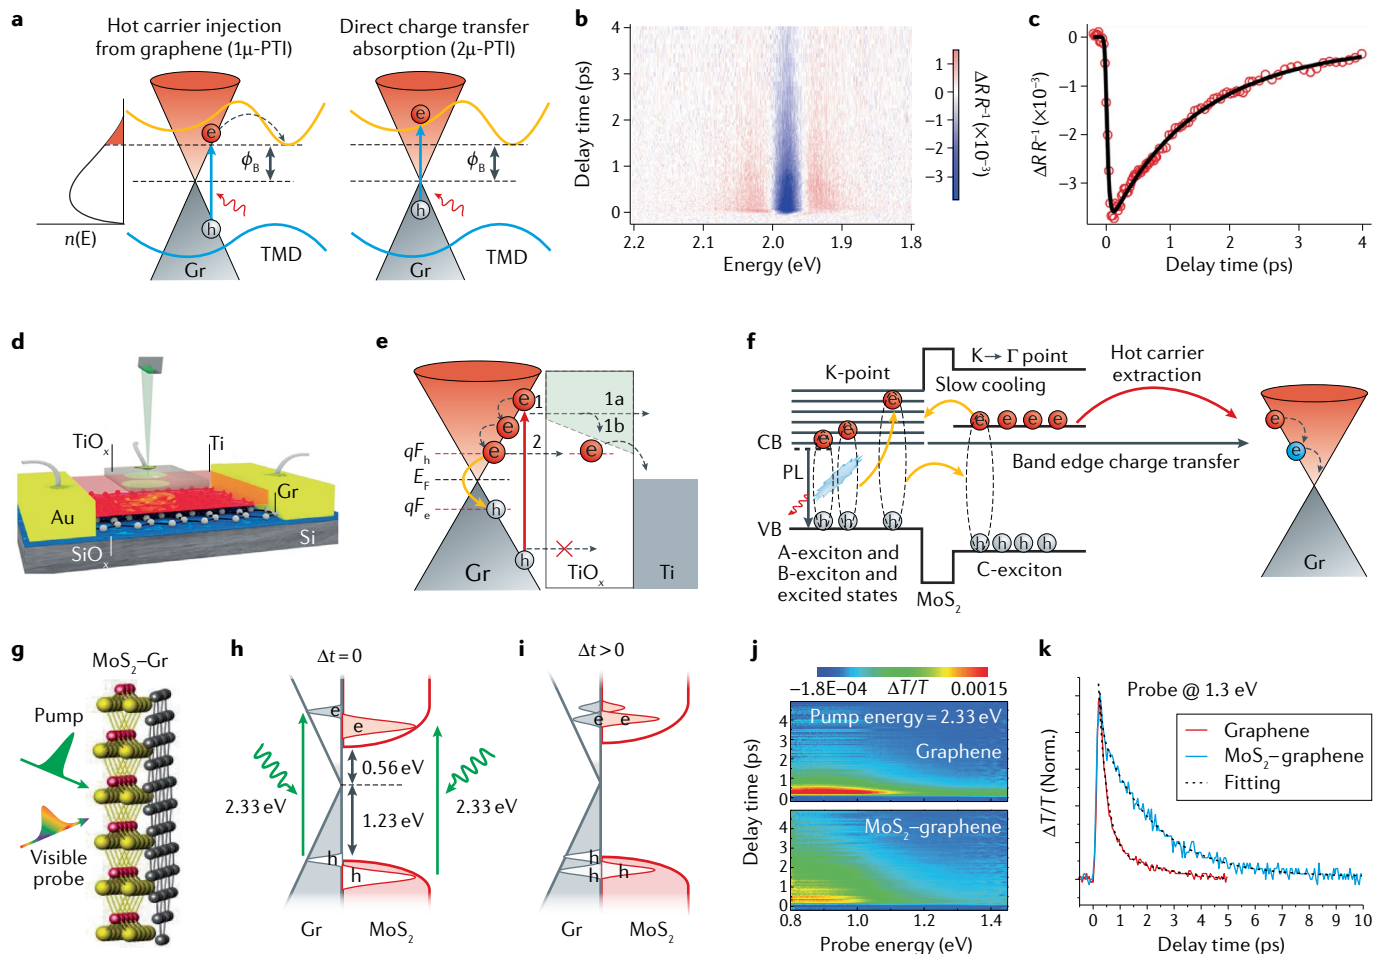 a
Hot carrier injection
from graphene (1μ-PTI)
Direct charge transfer
absorption (2μ-PTI)
e
e
ϕB
ϕB
h
h
n(E)
Gr
TMD
Gr
TMD
b
Delay time (ps)
4
3
2
1
0
2.2
2.1
2.0
1.9
1.8
Energy (eV)
1
0
−1
−2
−3
ΔR R⁻¹ (×10⁻³)
c
ΔR R⁻¹ (×10⁻³)
0
−1
−2
−3
0
1
2
3
4
Delay time (ps)
d
TiOx
Ti
Gr
Au
SiOx
Si
e
e
1
1a
e
1b
e
2
e
qFh
EF
qFe
h
h
Gr
TiOx
Ti
f
K→ Γ point
K-point
Slow cooling
Hot carrier
extraction
e
e
e
e
e
e
e
e
CB
e
Band edge charge transfer
PL
VB
h
h
h
h
h
h
h
A-exciton and
B-exciton and
excited states
C-exciton
MoS2
Gr
g
MoS2–Gr
Pump
Visible
probe
h
Δt = 0
e
e
0.56 eV
2.33 eV
2.33 eV
1.23 eV
h
h
Gr
MoS2
i
Δt > 0
e
e
h
h
h
Gr
MoS2
j
−1.8E−04
ΔT/T
0.0015
Pump energy = 2.33 eV
Graphene
MoS2–graphene
Delay time (ps)
4
3
2
1
0
4
3
2
1
0
0.8
1.0
1.2
1.4
Probe energy (eV)
k
Probe @ 1.3 eV
Graphene
MoS2–graphene
Fitting
ΔT/T (Norm.)
0
1
2
3
4
5
6
7
8
9
10
Delay time (ps)